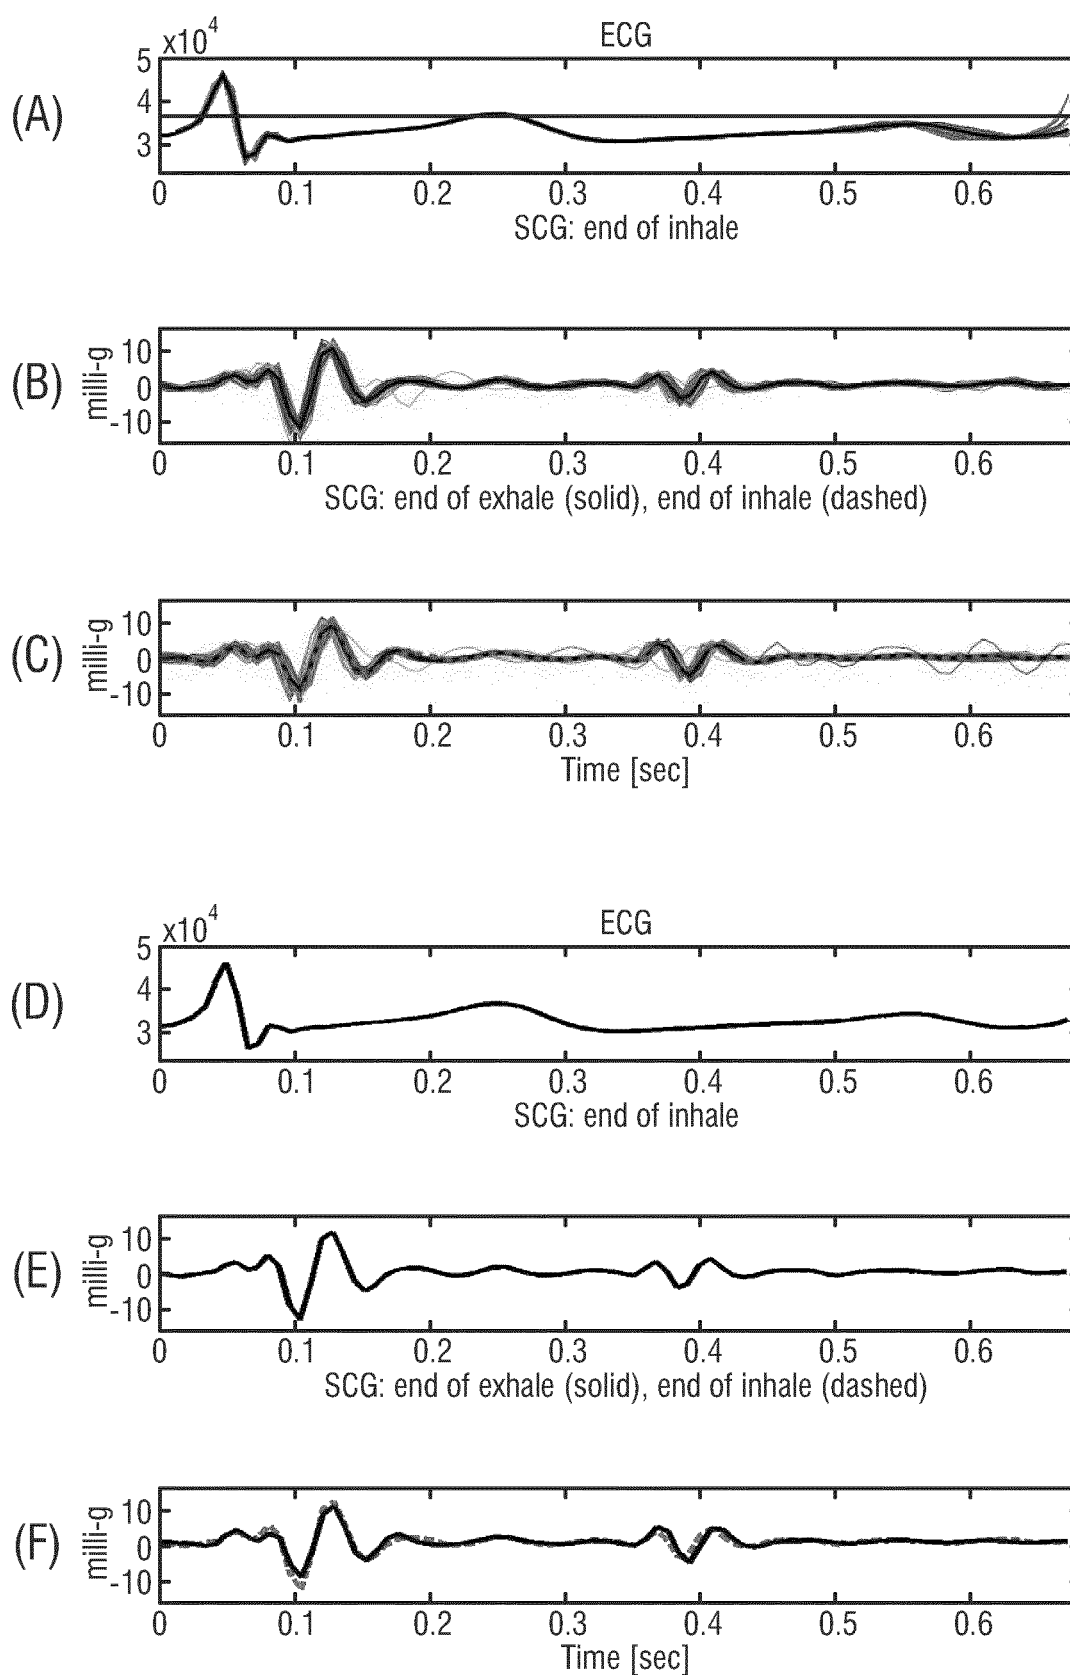 x10⁴
ECG
(A)
5
4
3
0 0.1 0.2 0.3 0.4 0.5 0.6
SCG: end of inhale
(B)
milli-g
10
0
-10
0 0.1 0.2 0.3 0.4 0.5 0.6
SCG: end of exhale (solid), end of inhale (dashed)
(C)
milli-g
10
0
-10
0 0.1 0.2 0.3 0.4 0.5 0.6
Time [sec]
x10⁴
ECG
(D)
5
4
3
0 0.1 0.2 0.3 0.4 0.5 0.6
SCG: end of inhale
(E)
milli-g
10
0
-10
0 0.1 0.2 0.3 0.4 0.5 0.6
SCG: end of exhale (solid), end of inhale (dashed)
(F)
milli-g
10
0
-10
0 0.1 0.2 0.3 0.4 0.5 0.6
Time [sec]